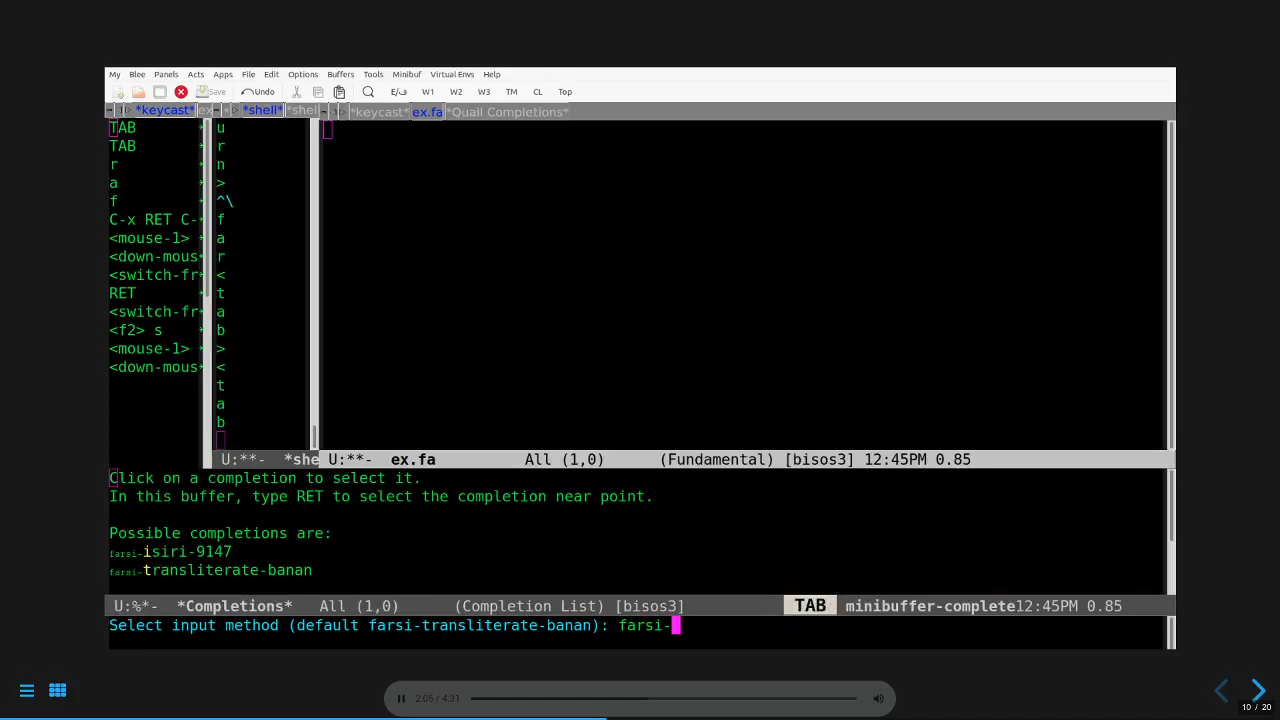 My Blee Panels Acts Apps File Edit Options Buffers Tools Minibuf Virtual Envs Help
Save Undo E/ف W1 W2 W3 TM CL Top
*keycast* ex
*shell* *shell
*keycast* ex.fa *Quail Completions*
TAB
TAB
r
a
f
C-x RET C-
<mouse-1>
<down-mous
<switch-fr
RET
<switch-fr
<f2> s
<mouse-1>
<down-mous
u
r
n
>
^\
f
a
r
<
t
a
b
>
<
t
a
b
U:**- *she
U:**- ex.fa All (1,0) (Fundamental) [bisos3] 12:45PM 0.85
Click on a completion to select it.
In this buffer, type RET to select the completion near point.
Possible completions are:
farsi-isiri-9147
farsi-transliterate-banan
U:%*- *Completions* All (1,0) (Completion List) [bisos3] TAB minibuffer-complete12:45PM 0.85
Select input method (default farsi-transliterate-banan): farsi-
2:05 / 4:31
10 / 20